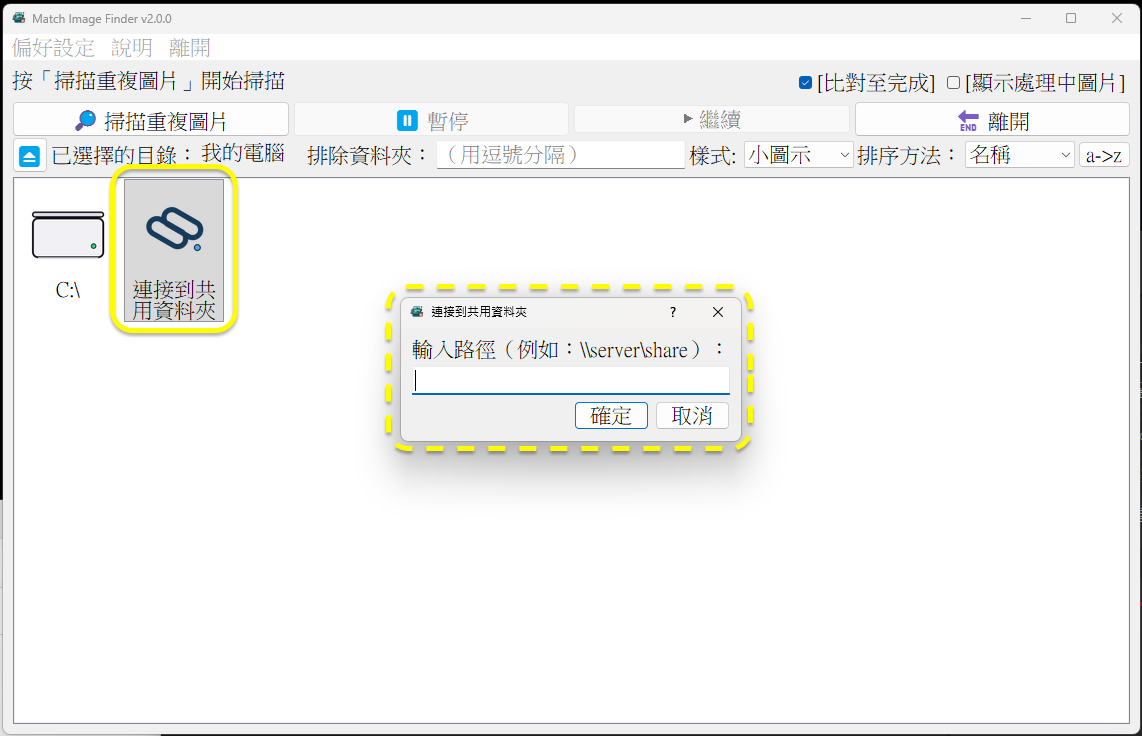 Match Image Finder v2.0.0
偏好設定 說明 離開
按「掃描重複圖片」開始掃描 [比對至完成] [顯示處理中圖片]
掃描重複圖片 暫停 繼續 END 離開
已選擇的目錄： 我的電腦 排除資料夾： （用逗號分隔） 樣式: 小圖示 排序方法： 名稱 a->z
C:\
連接到共
用資料夾
連接到共用資料夾 ?
輸入路徑（例如：\\server\share）：
確定 取消